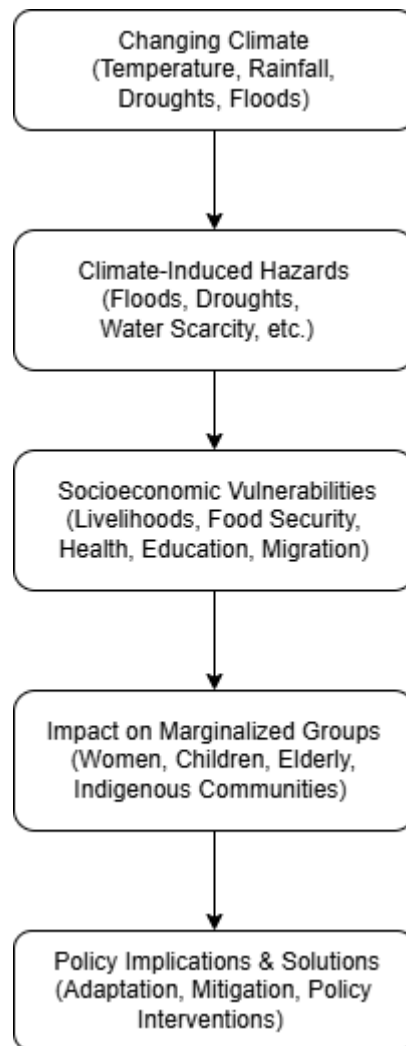 Changing Climate
(Temperature, Rainfall,
Droughts, Floods)
Climate-Induced Hazards
(Floods, Droughts,
Water Scarcity, etc.)
Socioeconomic Vulnerabilities
(Livelihoods, Food Security,
Health, Education, Migration)
Impact on Marginalized Groups
(Women, Children, Elderly,
Indigenous Communities)
Policy Implications & Solutions
(Adaptation, Mitigation, Policy
Interventions)